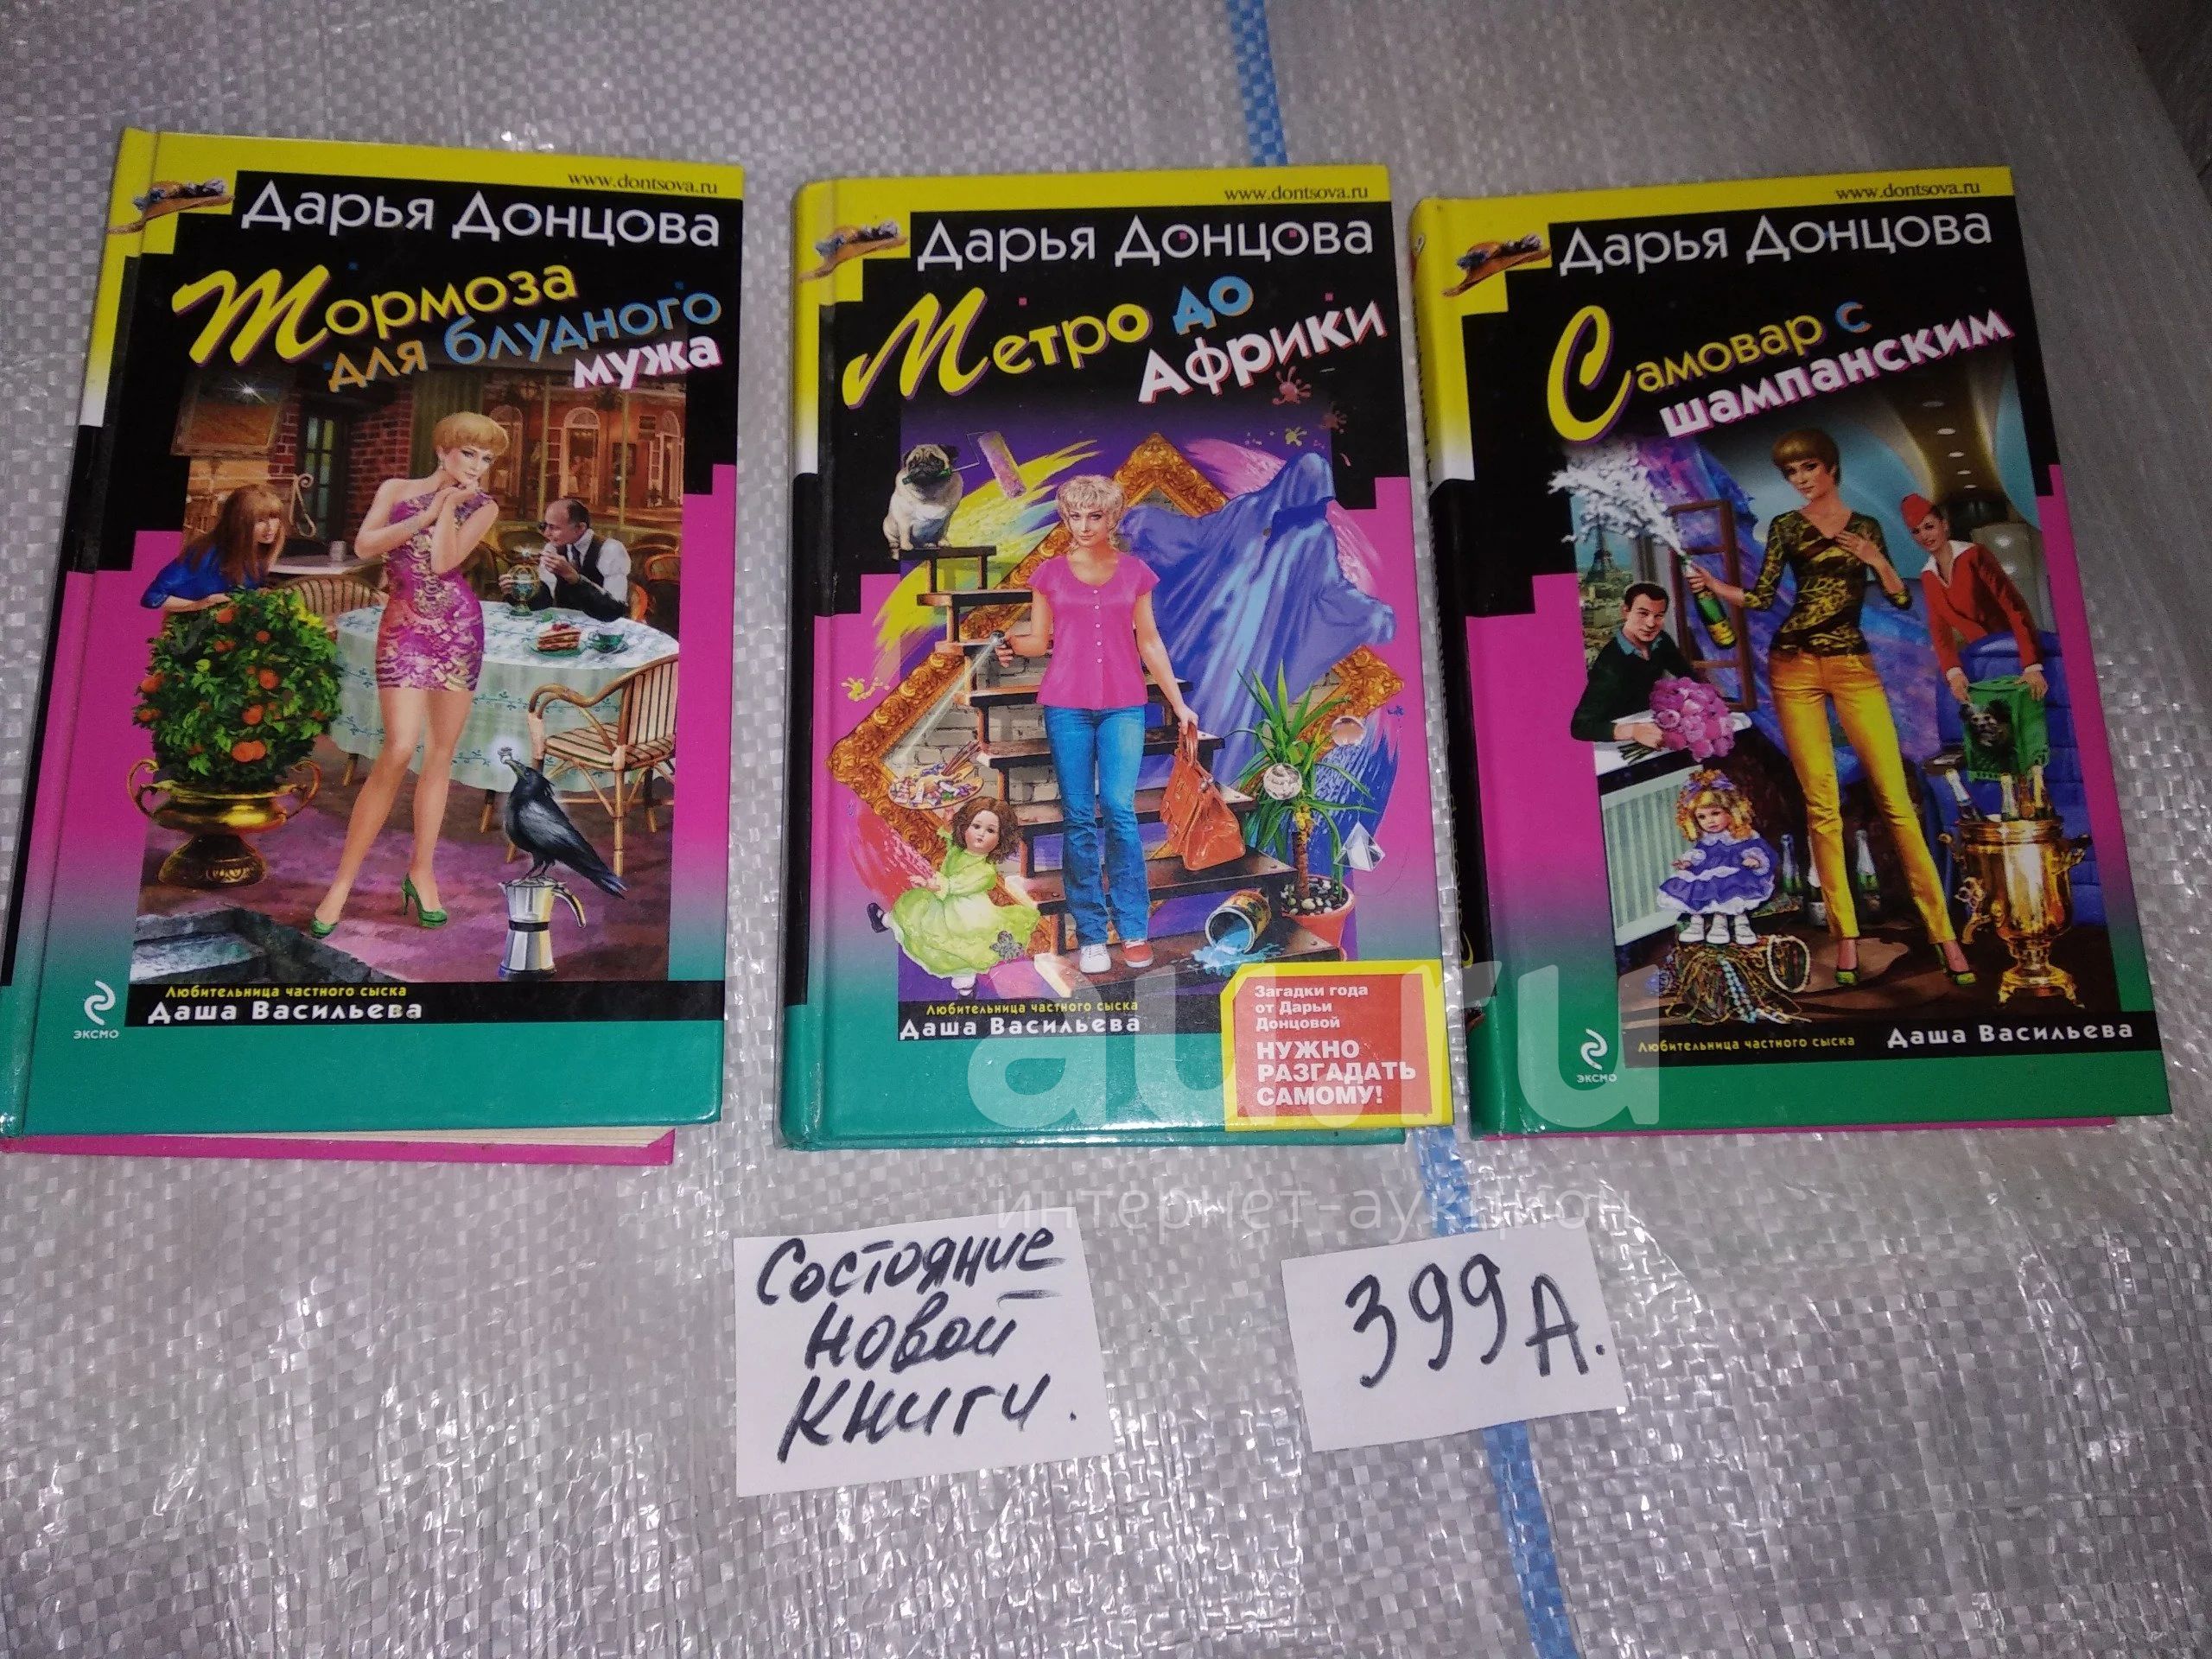 www.dontsova.ru
Дарья Донцова
Тормоза
для блудного
мужа
Любительница частного сыска
Даша Васильева
ЭКСМО
www.dontsova.ru
Дарья Донцова
Метро до
Африки
Любительница частного сыска
Даша Васильева
Загадки года
от Дарьи
Донцовой
НУЖНО
РАЗГАДАТЬ
САМОМУ!
www.dontsova.ru
Дарья Донцова
Самовар с
шампанским
ЭКСМО
Любительница частного сыска Даша Васильева
au.ru
интернет-аукцион
Состояние
новой
книги.
399А.